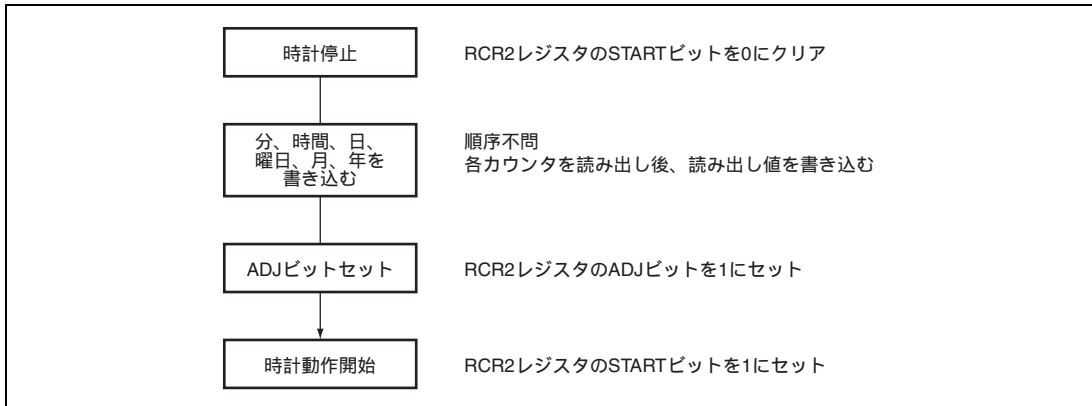 時計停止
RCR2レジスタのSTARTビットを0にクリア
分、時間、日、
曜日、月、年を
書き込む
順序不問
各カウンタを読み出し後、読み出し値を書き込む
ADJビットセット
RCR2レジスタのADJビットを1にセット
時計動作開始
RCR2レジスタのSTARTビットを1にセット